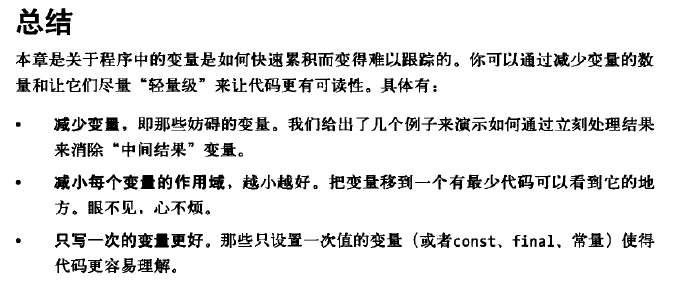 总结
本章是关于程序中的变量是如何快速累积而变得难以跟踪的。你可以通过减少变量的数
量和让它们尽量“轻量级”来让代码更有可读性。具体有：
• 减少变量，即那些妨碍的变量。我们给出了几个例子来演示如何通过立刻处理结果
来消除“中间结果”变量。
• 减小每个变量的作用域，越小越好。把变量移到一个有最少代码可以看到它的地
方。眼不见，心不烦。
• 只写一次的变量更好。那些只设置一次值的变量（或者const、final、常量）使得
代码更容易理解。